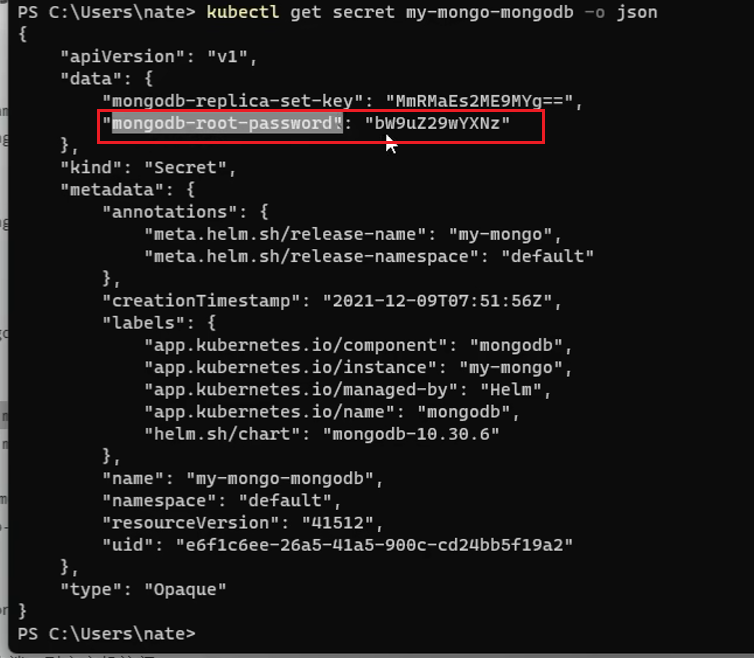 PS C:\Users\nate> kubectl get secret my-mongo-mongodb -o json
{
    "apiVersion": "v1",
    "data": {
        "mongodb-replica-set-key": "MmRMaEs2ME9MYg==",
        "mongodb-root-password": "bW9uZ29wYXNz"
    },
    "kind": "Secret",
    "metadata": {
        "annotations": {
            "meta.helm.sh/release-name": "my-mongo",
            "meta.helm.sh/release-namespace": "default"
        },
        "creationTimestamp": "2021-12-09T07:51:56Z",
        "labels": {
            "app.kubernetes.io/component": "mongodb",
            "app.kubernetes.io/instance": "my-mongo",
            "app.kubernetes.io/managed-by": "Helm",
            "app.kubernetes.io/name": "mongodb",
            "helm.sh/chart": "mongodb-10.30.6"
        },
        "name": "my-mongo-mongodb",
        "namespace": "default",
        "resourceVersion": "41512",
        "uid": "e6f1c6ee-26a5-41a5-900c-cd24bb5f19a2"
    },
    "type": "Opaque"
}
PS C:\Users\nate>